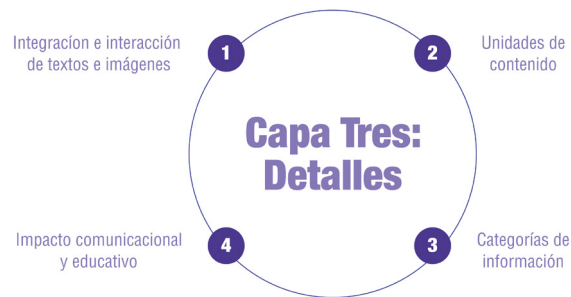 Integracíon e interacción
de textos e imágenes
1
2
Unidades de
contenido
Capa Tres:
Detalles
Impacto comunicacional
y educativo
4
3
Categorías de
información